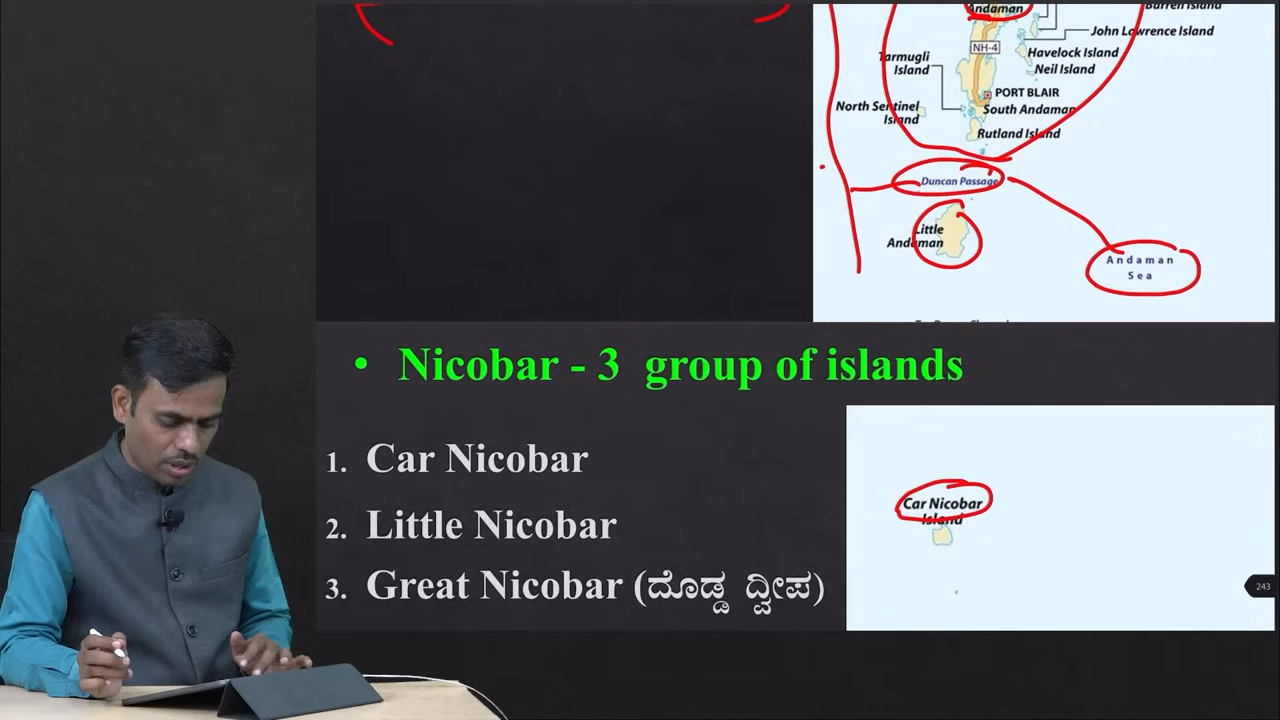 Andaman
Barren Island
John Lawrence Island
NH-4
Havelock Island
Tarmugli
Island
Neil Island
PORT BLAIR
North Sentinel
Island
South Andaman
Rutland Island
Duncan Passage
Little
Andaman
Andaman
Sea
• Nicobar - 3 group of islands
1. Car Nicobar
2. Little Nicobar
3. Great Nicobar (ದೊಡ್ಡ ದ್ವೀಪ)
Car Nicobar
Island
243